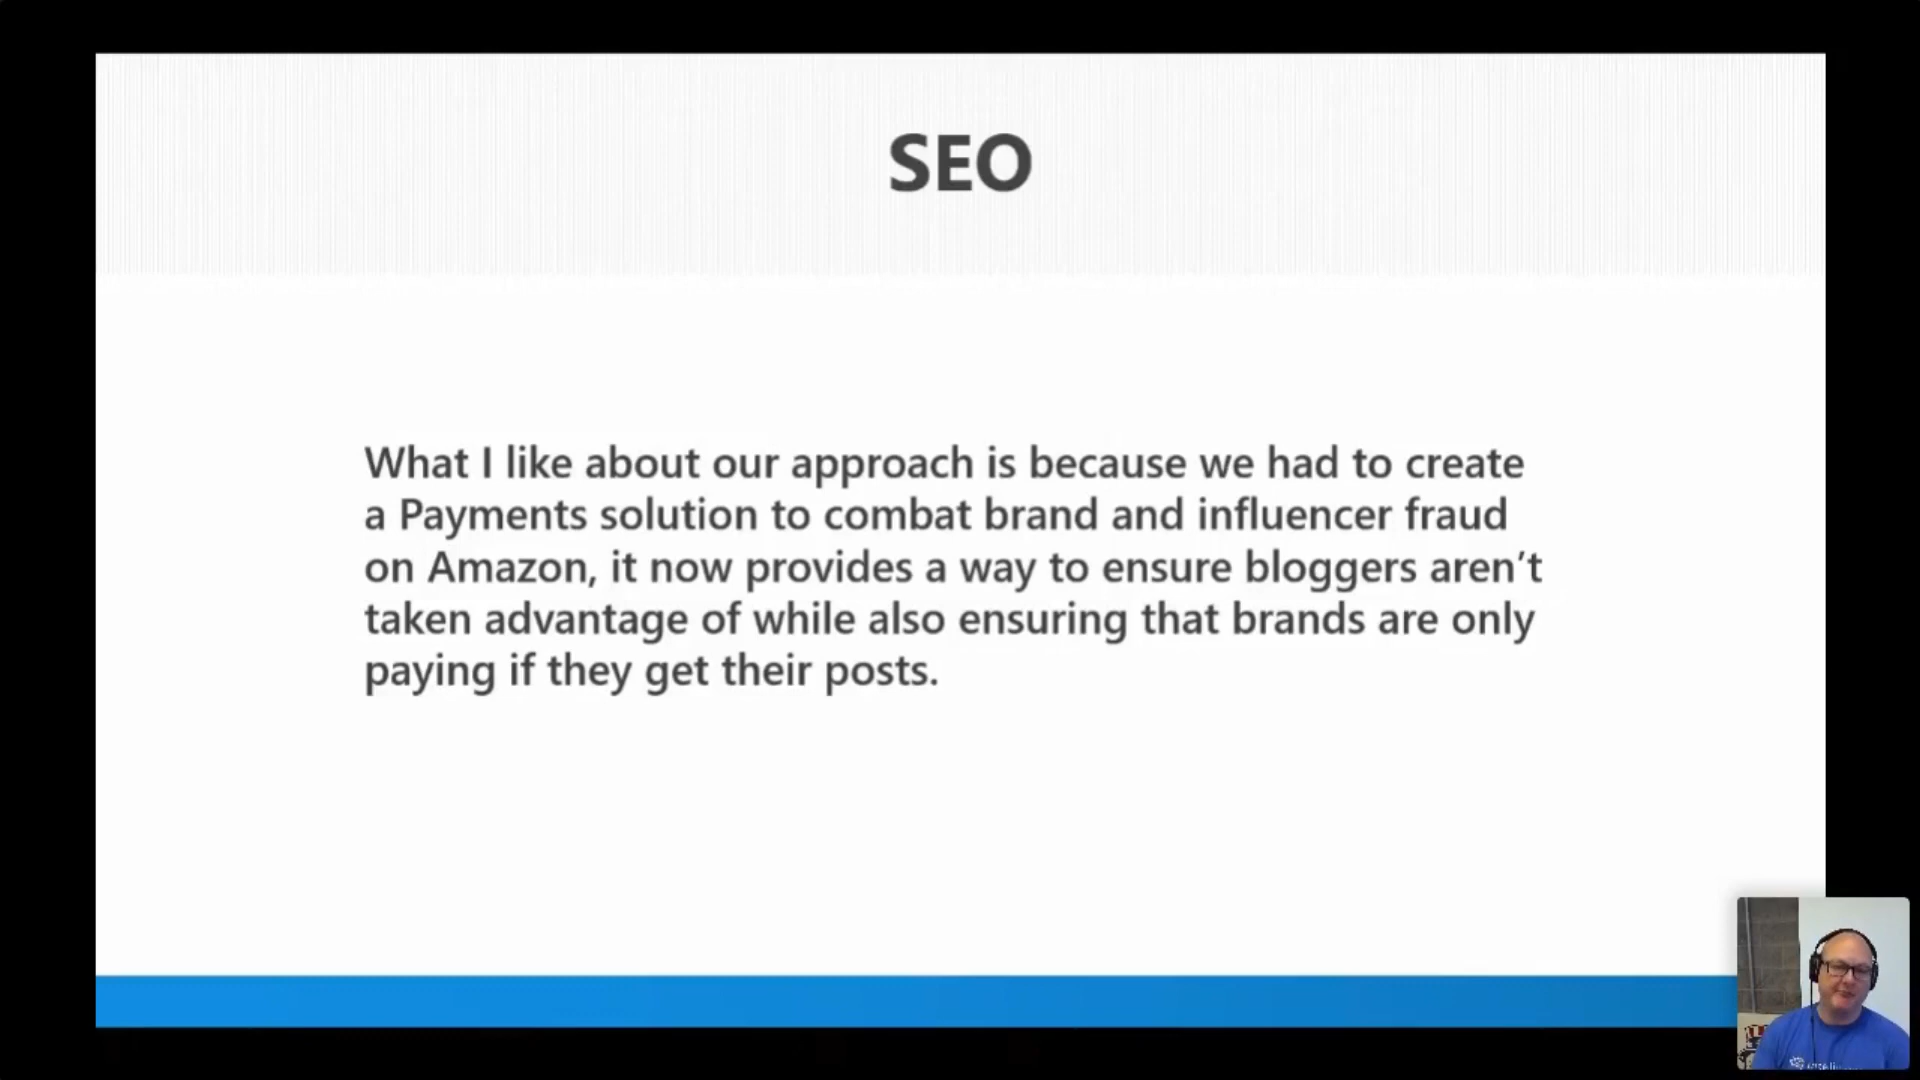 SEO
What I like about our approach is because we had to create
a Payments solution to combat brand and influencer fraud
on Amazon, it now provides a way to ensure bloggers aren’t
taken advantage of while also ensuring that brands are only
paying if they get their posts.